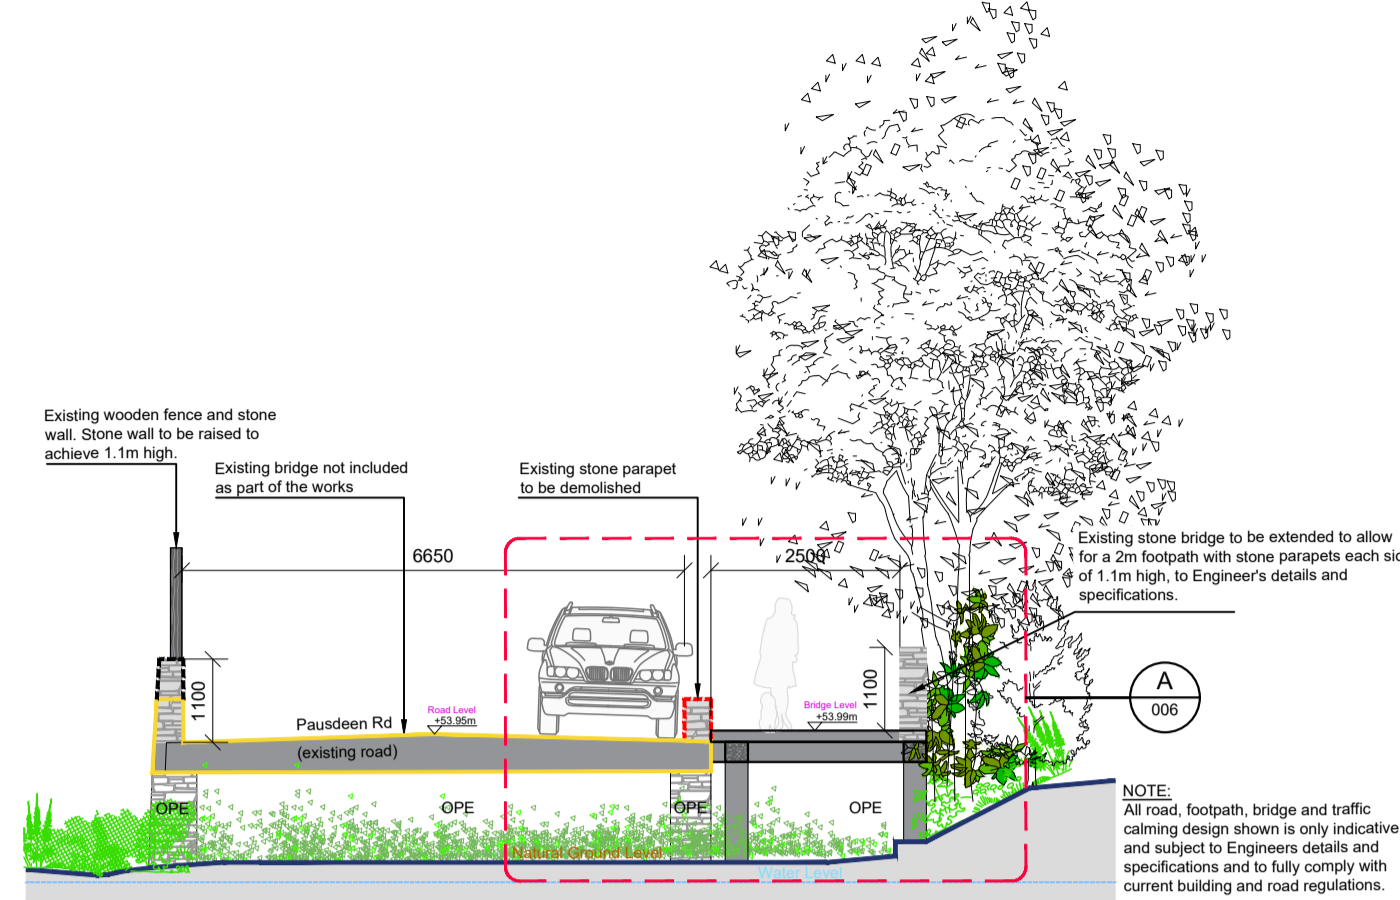 Existing wooden fence and stone
wall. Stone wall to be raised to
achieve 1.1m high.
Existing bridge not included
as part of the works
Existing stone parapet
to be demolished
Existing stone bridge to be extended to allow
for a 2m footpath with stone parapets each sid
of 1.1m high, to Engineer's details and
specifications.
6650
2500
1100
Pausdeen Rd
(existing road)
Road Level
+53.95m
Bridge Level
+53.99m
1100
A
006
OPE
OPE
OPE
OPE
Natural Ground Level
Water Level
NOTE:
All road, footpath, bridge and traffic
calming design shown is only indicative
and subject to Engineers details and
specifications and to fully comply with
current building and road regulations.